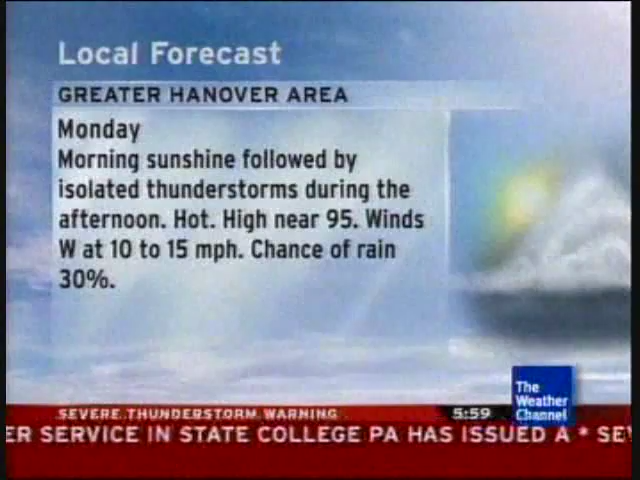 Local Forecast
GREATER HANOVER AREA
Monday
Morning sunshine followed by
isolated thunderstorms during the
afternoon. Hot. High near 95. Winds
W at 10 to 15 mph. Chance of rain
30%.
The
Weather
Channel
SEVERE THUNDERSTORM WARNING 5:59
ER SERVICE IN STATE COLLEGE PA HAS ISSUED A * SEV